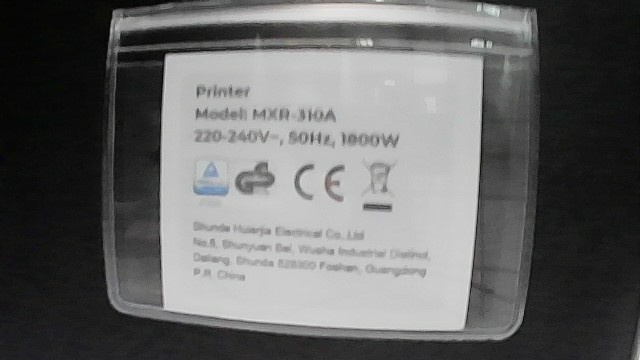 Printer
Model: MXR-310A
220-240V~, 50Hz, 1800W
CE
Shunde Huanjia Electrical Co., Ltd
No.8, Shunyuan Bei, Wusha Industrial District,
Daliang, Shunde 528300 Foshan, Guangdong
P.R. China